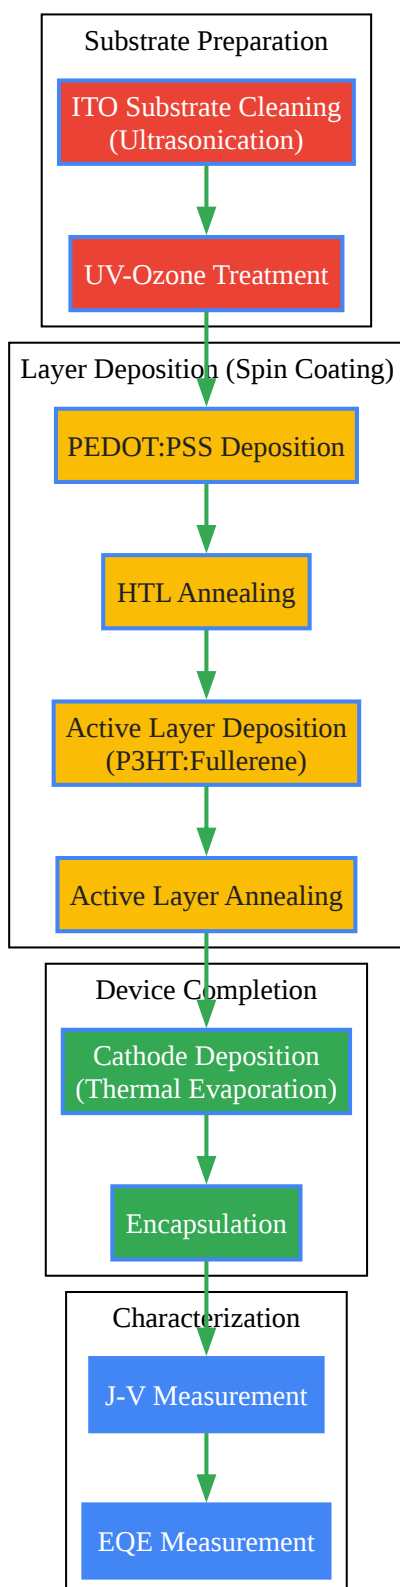 Substrate Preparation
ITO Substrate Cleaning
(Ultrasonication)
UV-Ozone Treatment
Layer Deposition (Spin Coating)
PEDOT:PSS Deposition
HTL Annealing
Active Layer Deposition
(P3HT:Fullerene)
Active Layer Annealing
Device Completion
Cathode Deposition
(Thermal Evaporation)
Encapsulation
Characterization
J-V Measurement
EQE Measurement